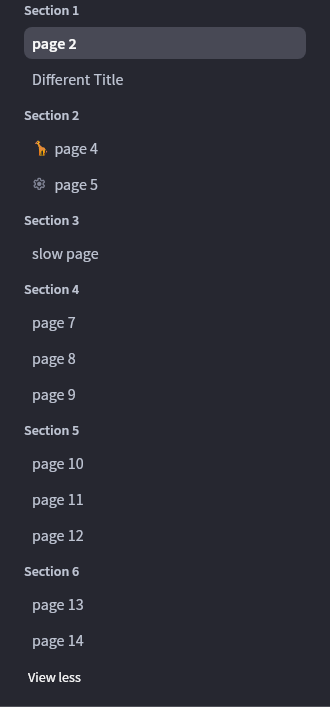 Section 1
page 2
Different Title
Section 2
page 4
page 5
Section 3
slow page
Section 4
page 7
page 8
page 9
Section 5
page 10
page 11
page 12
Section 6
page 13
page 14
View less